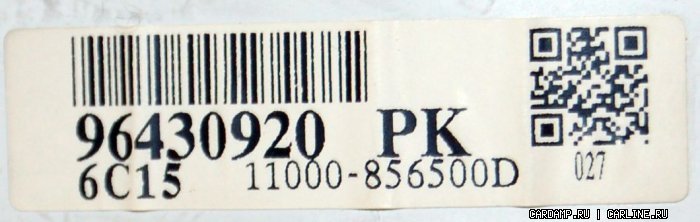 96430920 PK
6C15 11000-856500D
027
CARDAMP.RU | CARLINE.RU